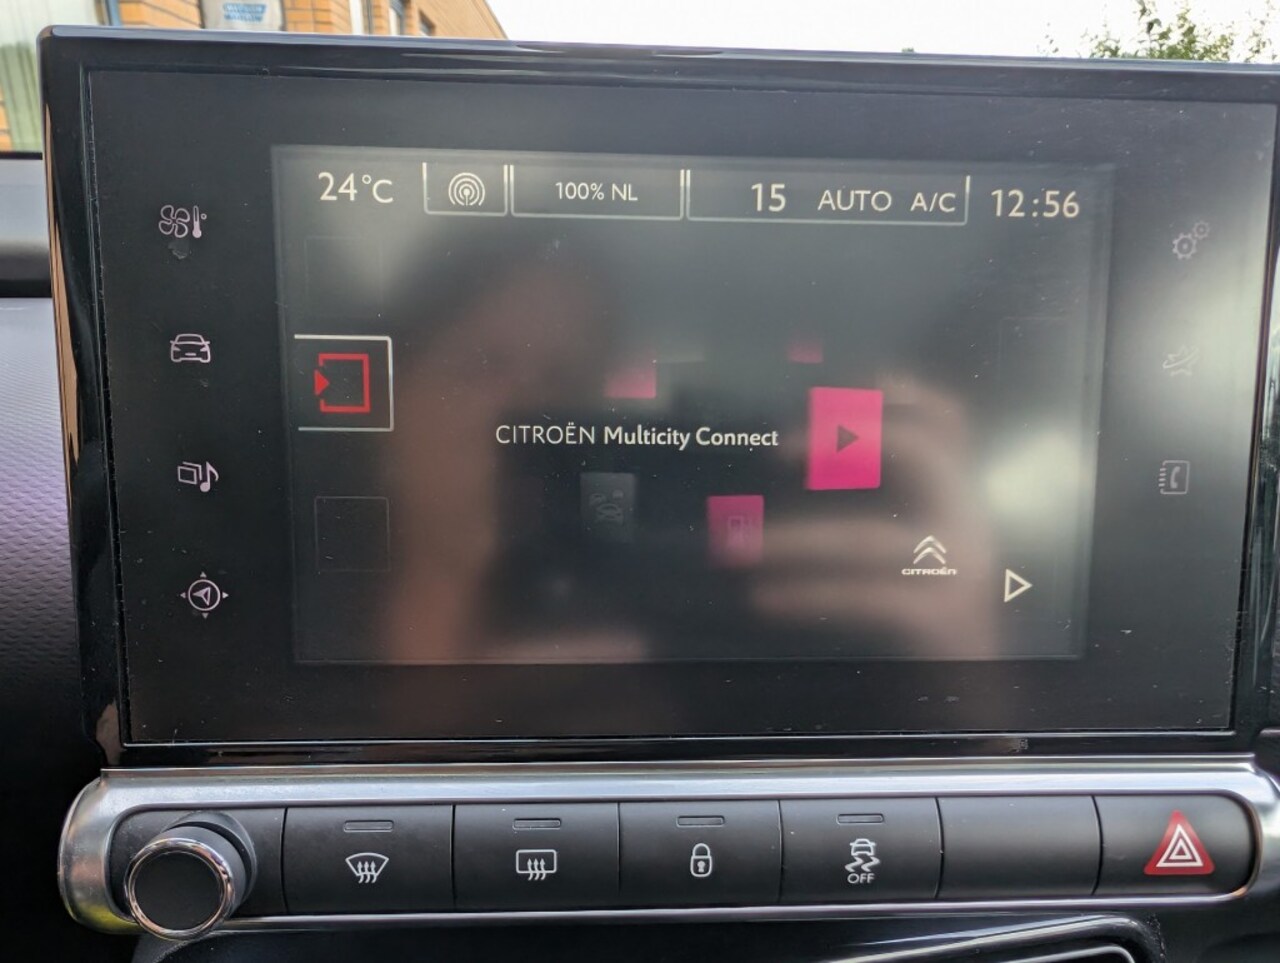 24°C
100% NL
15 AUTO A/C
12:56
CITROËN Multicity Connect
CITROËN
OFF